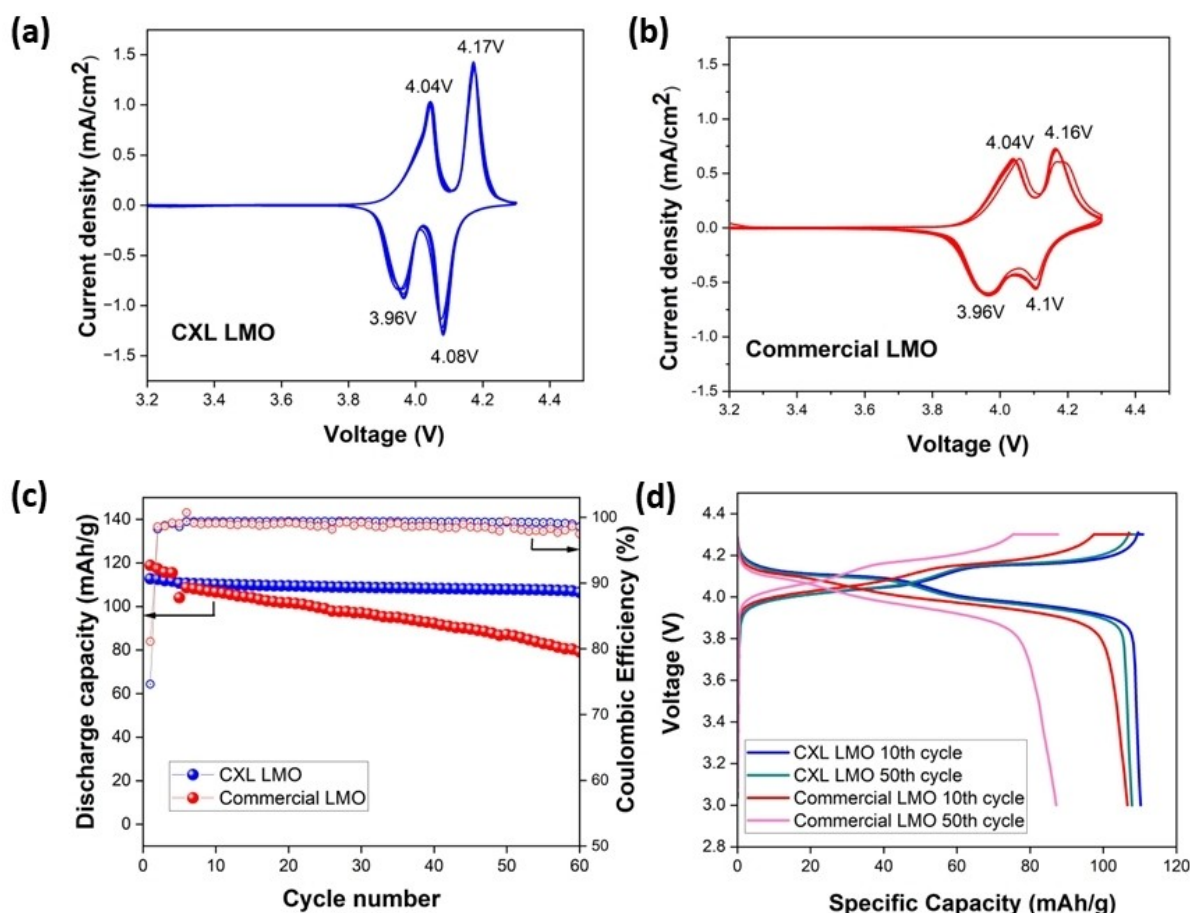 (a)
Current density (mA/cm²)
1.5
1.0
0.5
0.0
−0.5
−1.0
−1.5
4.17V
4.04V
3.96V
4.08V
CXL LMO
3.2 3.4 3.6 3.8 4.0 4.2 4.4
Voltage (V)
(b)
Current density (mA/cm²)
1.5
1.0
0.5
0.0
-0.5
-1.0
-1.5
4.04V
4.16V
3.96V
4.1V
Commercial LMO
3.2 3.4 3.6 3.8 4.0 4.2 4.4
Voltage (V)
(c)
Discharge capacity (mAh/g)
140
120
100
80
60
40
20
0
CXL LMO
Commercial LMO
0 10 20 30 40 50 60
Cycle number
100
90
80
70
60
50
Coulombic Efficiency (%)
(d)
Voltage (V)
4.4
4.0
3.6
3.2
2.8
CXL LMO 10th cycle
CXL LMO 50th cycle
Commercial LMO 10th cycle
Commercial LMO 50th cycle
0 20 40 60 80 100 120
Specific Capacity (mAh/g)